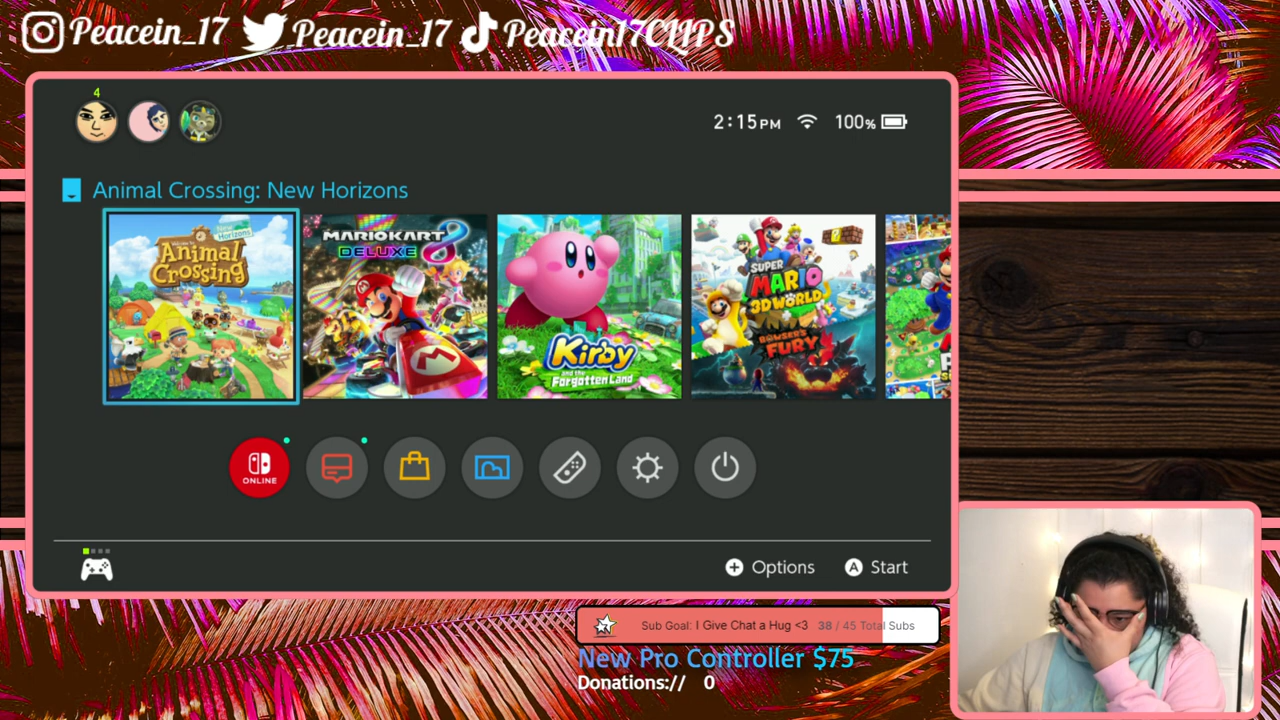 Peacein_17 Peacein_17 Peacein17CLIPS
4
2:15PM 100%
Animal Crossing: New Horizons
Horizons
Animal
Crossing
MARIOKART 8
DELUXE
Kirby
and the
Forgotten Land
SUPER
MARIO
3D WORLD
BOWSER'S
FURY
ONLINE
Options Start
Sub Goal: I Give Chat a Hug <3 38 / 45 Total Subs
New Pro Controller $75
Donations:// 0